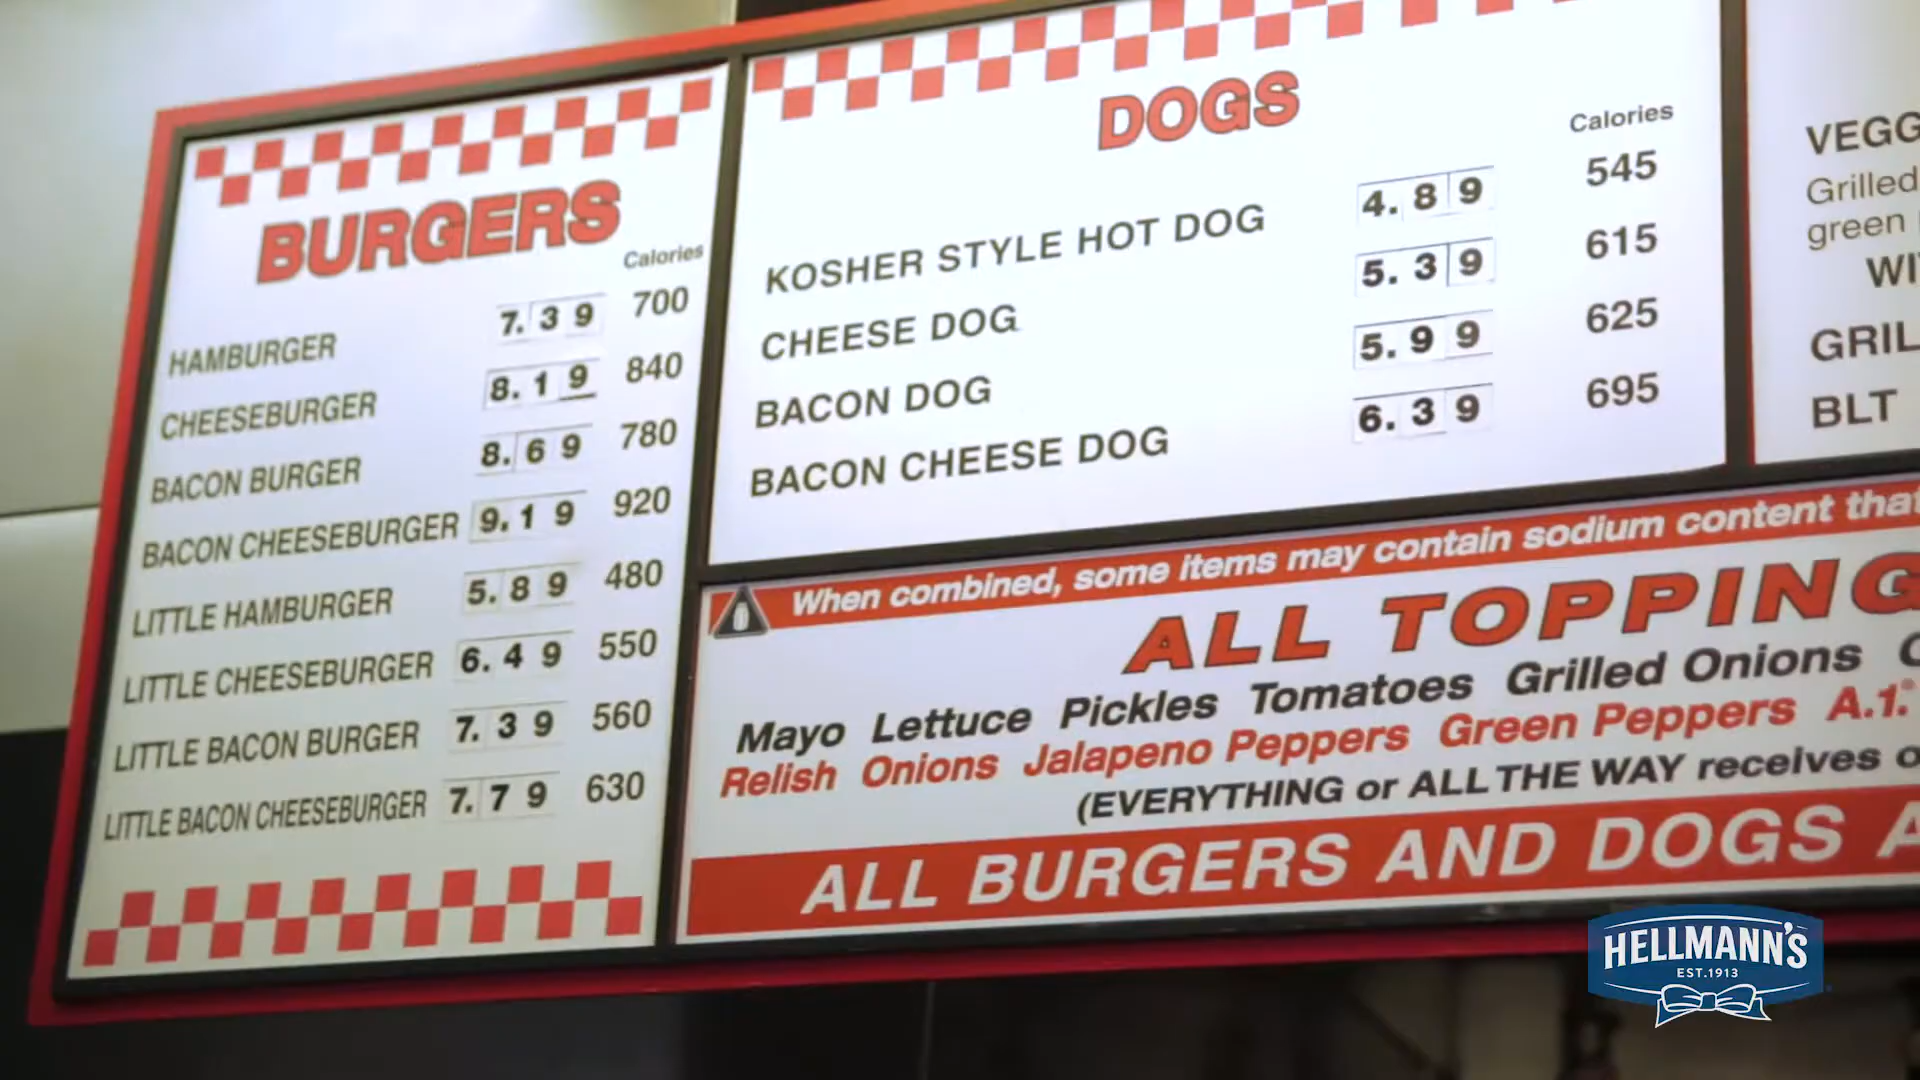 BURGERS
Calories
HAMBURGER 7.39 700
CHEESEBURGER 8.19 840
BACON BURGER 8.69 780
BACON CHEESEBURGER 9.19 920
LITTLE HAMBURGER 5.89 480
LITTLE CHEESEBURGER 6.49 550
LITTLE BACON BURGER 7.39 560
LITTLE BACON CHEESEBURGER 7.79 630
DOGS
Calories
KOSHER STYLE HOT DOG 4.89 545
CHEESE DOG 5.39 615
BACON DOG 5.99 625
BACON CHEESE DOG 6.39 695
VEGG
Grilled
green
WI
GRIL
BLT
When combined, some items may contain sodium content that
ALL TOPPING
Mayo Lettuce Pickles Tomatoes Grilled Onions
Relish Onions Jalapeno Peppers Green Peppers A.1.®
(EVERYTHING or ALL THE WAY receives
ALL BURGERS AND DOGS A
HELLMANN'S
EST.1913